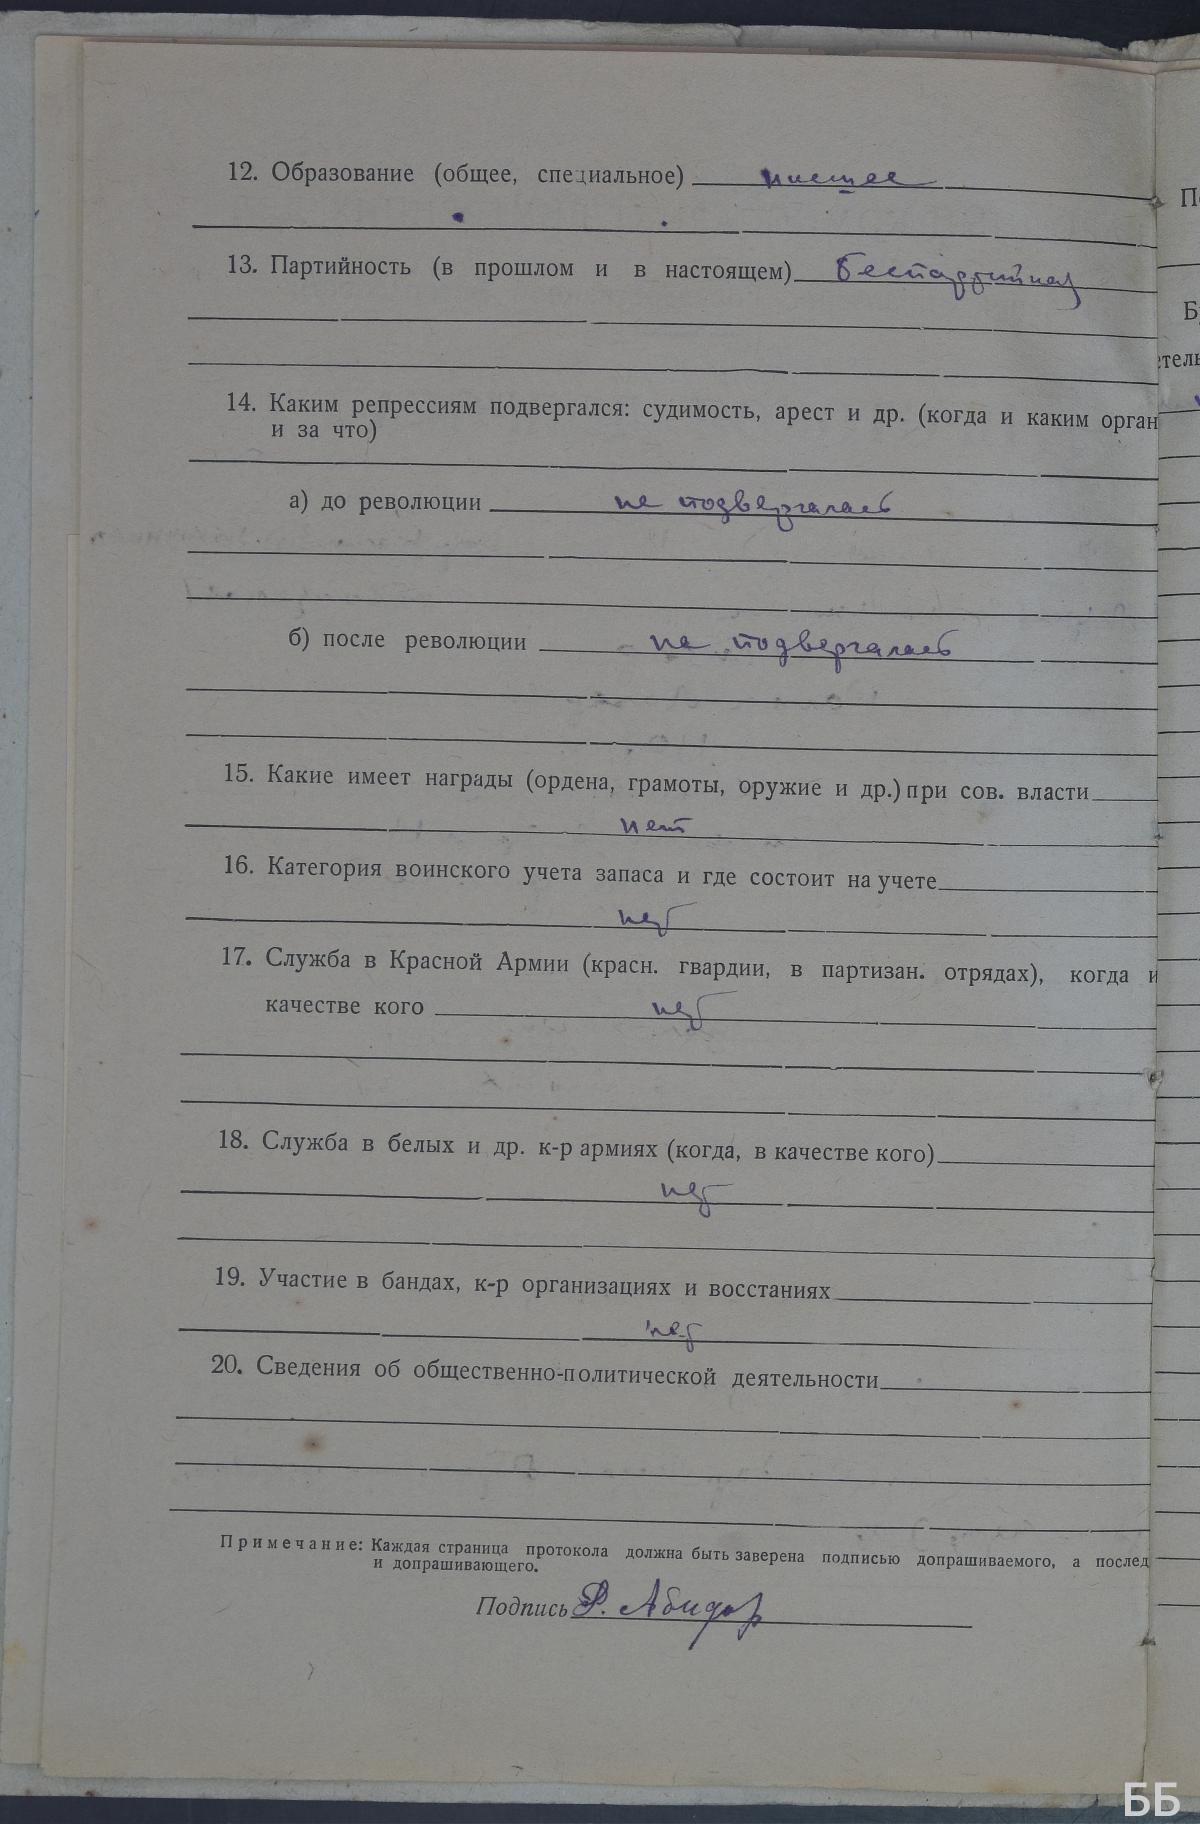 12. Образование (общее, специальное) низшее
13. Партийность (в прошлом и в настоящем) беспартийная
14. Каким репрессиям подвергался: судимость, арест и др. (когда и каким орган
и за что)
а) до революции не подвергалась
б) после революции не подвергалась
15. Какие имеет награды (ордена, грамоты, оружие и др.) при сов. власти
нет
16. Категория воинского учета запаса и где состоит на учете
нет
17. Служба в Красной Армии (красн. гвардии, в партизан. отрядах), когда и
качестве кого нет
18. Служба в белых и др. к-р армиях (когда, в качестве кого)
нет
19. Участие в бандах, к-р организациях и восстаниях
нет
20. Сведения об общественно-политической деятельности
Примечание: Каждая страница протокола должна быть заверена подписью допрашиваемого, а послед
и допрашивающего.
Подпись Р. Абидор
ББ